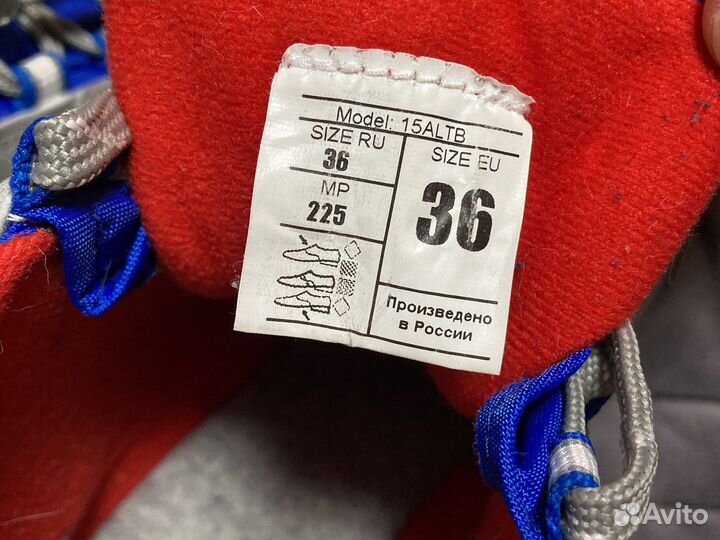 Model: 15ALTB
SIZE RU
36
MP
225
SIZE EU
36
Произведено
в России
Avito